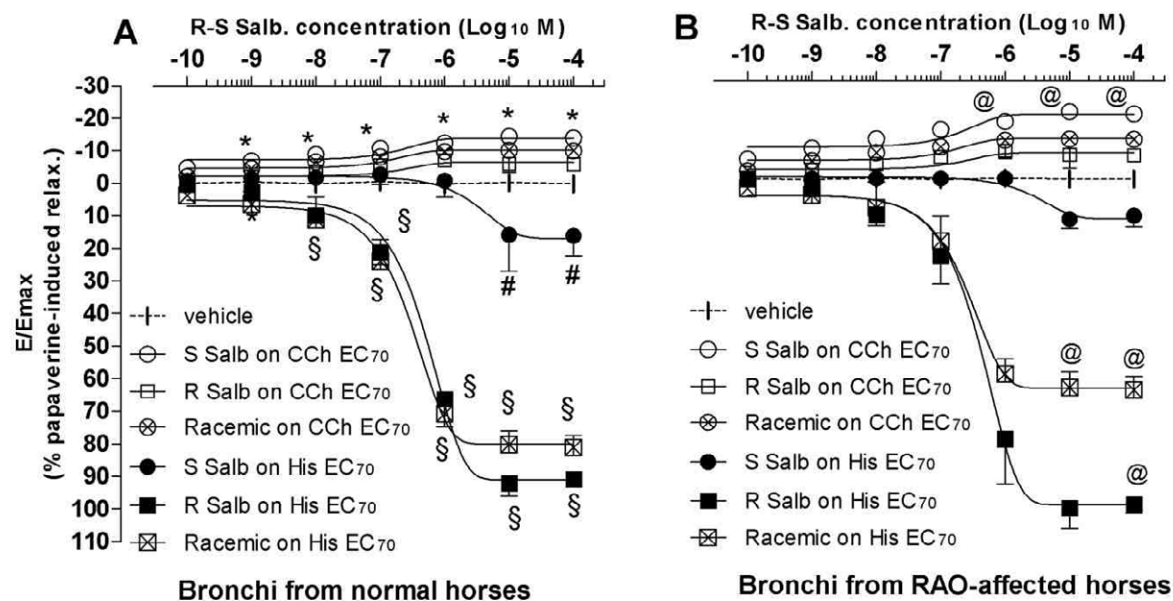 A
R-S Salb. concentration (Log 10 M)
-10 -9 -8 -7 -6 -5 -4
-30
-20
-10
0
10
20
30
40
50
60
70
80
90
100
110
E/Emax
(% papaverine-induced relax.)
* * * * * *
*
§ § § § § § § §
# #
vehicle
S Salb on CCh EC70
R Salb on CCh EC70
Racemic on CCh EC70
S Salb on His EC70
R Salb on His EC70
Racemic on His EC70
Bronchi from normal horses
B
R-S Salb. concentration (Log 10 M)
-10 -9 -8 -7 -6 -5 -4
@ @ @
@ @
@
vehicle
S Salb on CCh EC70
R Salb on CCh EC70
Racemic on CCh EC70
S Salb on His EC70
R Salb on His EC70
Racemic on His EC70
Bronchi from RAO-affected horses